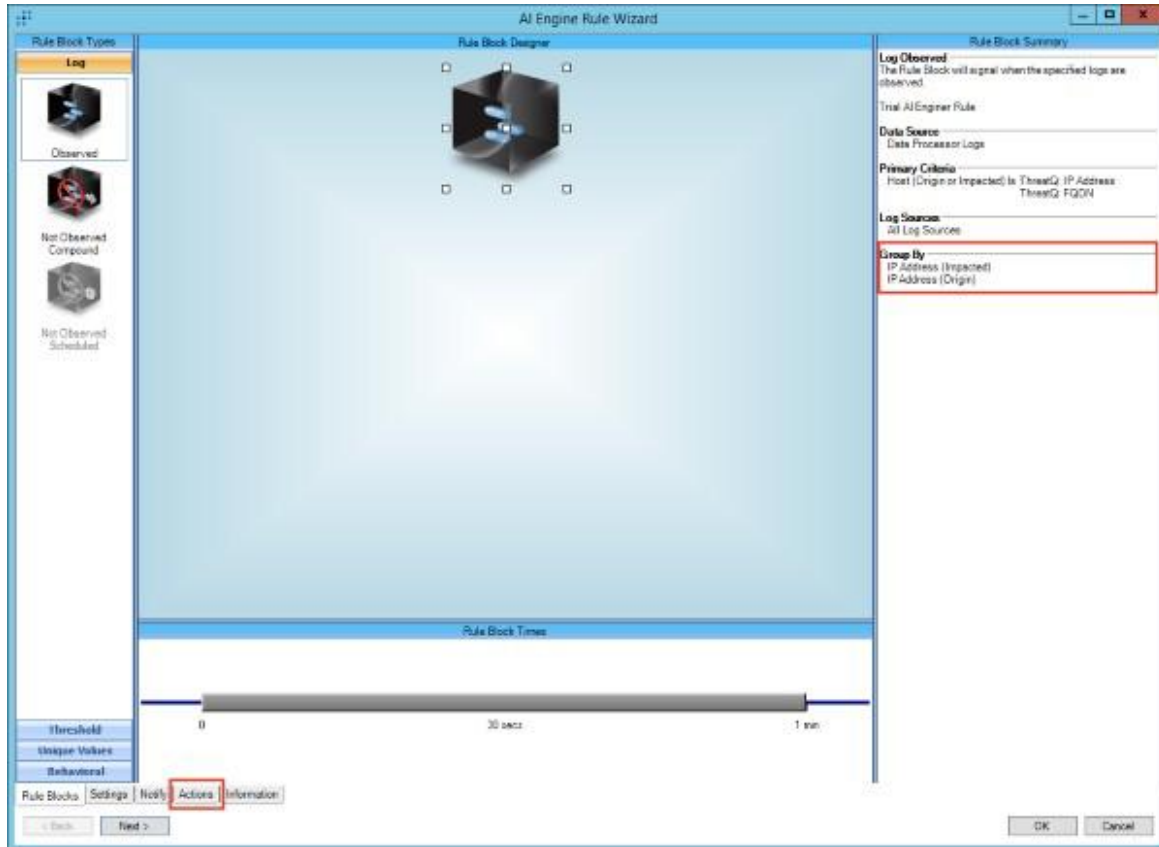 AI Engine Rule Wizard
Rule Block Types
Log
Observed
Not Observed
Compound
Not Observed
Scheduled
Threshold
Unique Values
Behavioral
Rule Block Designer
Rule Block Times
0
30 secs
1 min
Rule Block Summary
Log Observed
The Rule Block will signal when the specified logs are
observed.
Trial AI Enginer Rule
Data Source
Data Processor Logs
Primary Criteria
Host (Origin or Impacted) Is ThreatQ: IP Address
ThreatQ: FQDN
Log Sources
All Log Sources
Group By
IP Address (Impacted)
IP Address (Origin)
Rule Blocks Settings Notify Actions Information
< Back Next > OK Cancel